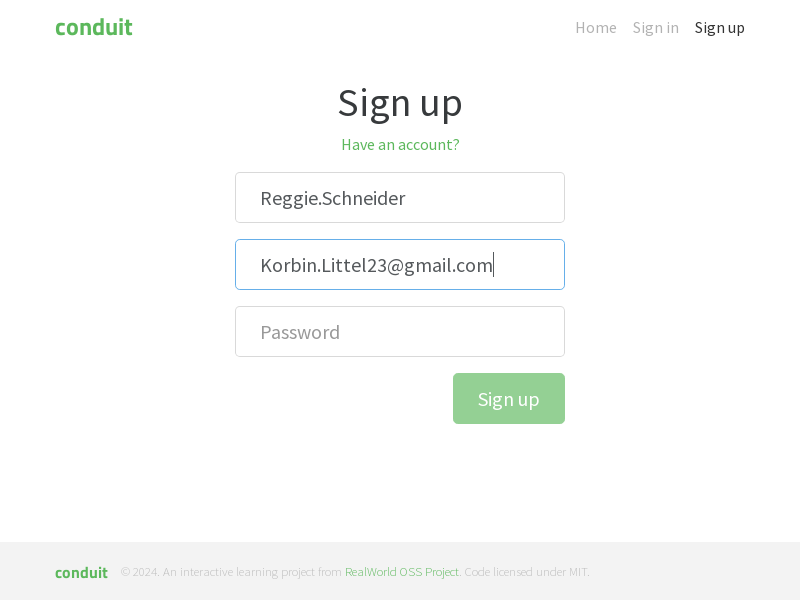 conduit
Home Sign in Sign up
Sign up
Have an account?
Reggie.Schneider
Korbin.Littel23@gmail.com
Password
Sign up
conduit © 2024. An interactive learning project from RealWorld OSS Project. Code licensed under MIT.